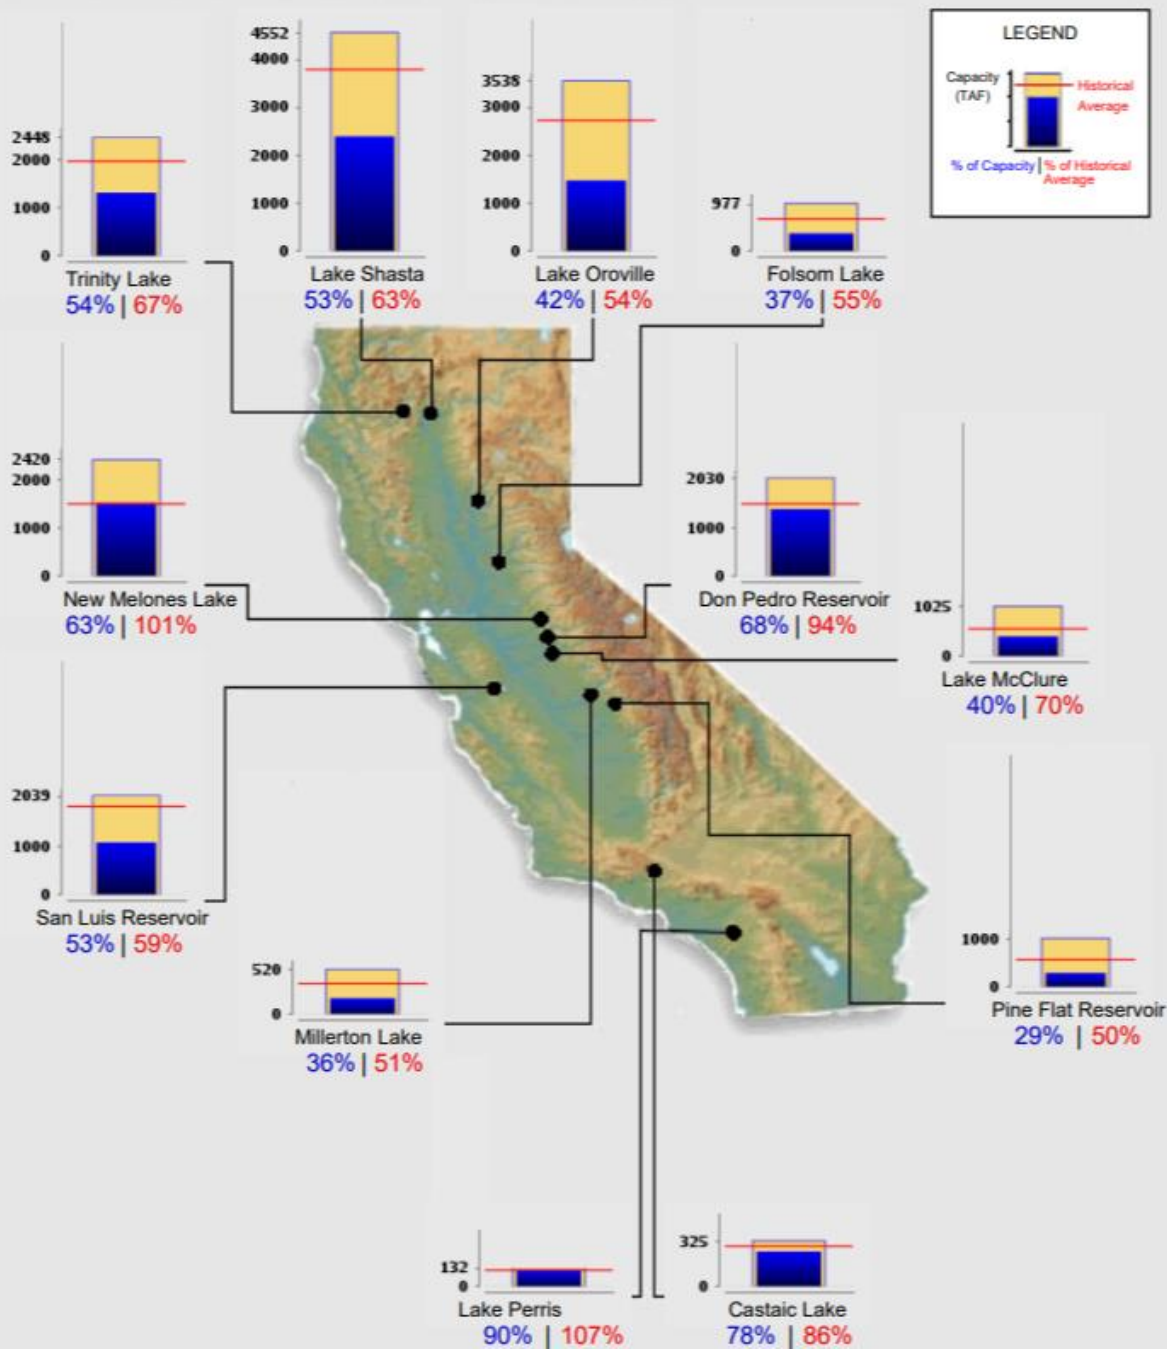 LEGEND
Capacity
(TAF)
Historical
Average
% of Capacity | % of Historical
Average
2448
2000
1000
0
Trinity Lake
54% | 67%
4552
4000
3000
2000
1000
0
Lake Shasta
53% | 63%
3538
3000
2000
1000
0
Lake Oroville
42% | 54%
977
0
Folsom Lake
37% | 55%
2420
2000
1000
0
New Melones Lake
63% | 101%
2030
1000
0
Don Pedro Reservoir
68% | 94%
1025
0
Lake McClure
40% | 70%
2039
1000
0
San Luis Reservoir
53% | 59%
520
0
Millerton Lake
36% | 51%
1000
0
Pine Flat Reservoir
29% | 50%
132
0
Lake Perris
90% | 107%
325
0
Castaic Lake
78% | 86%